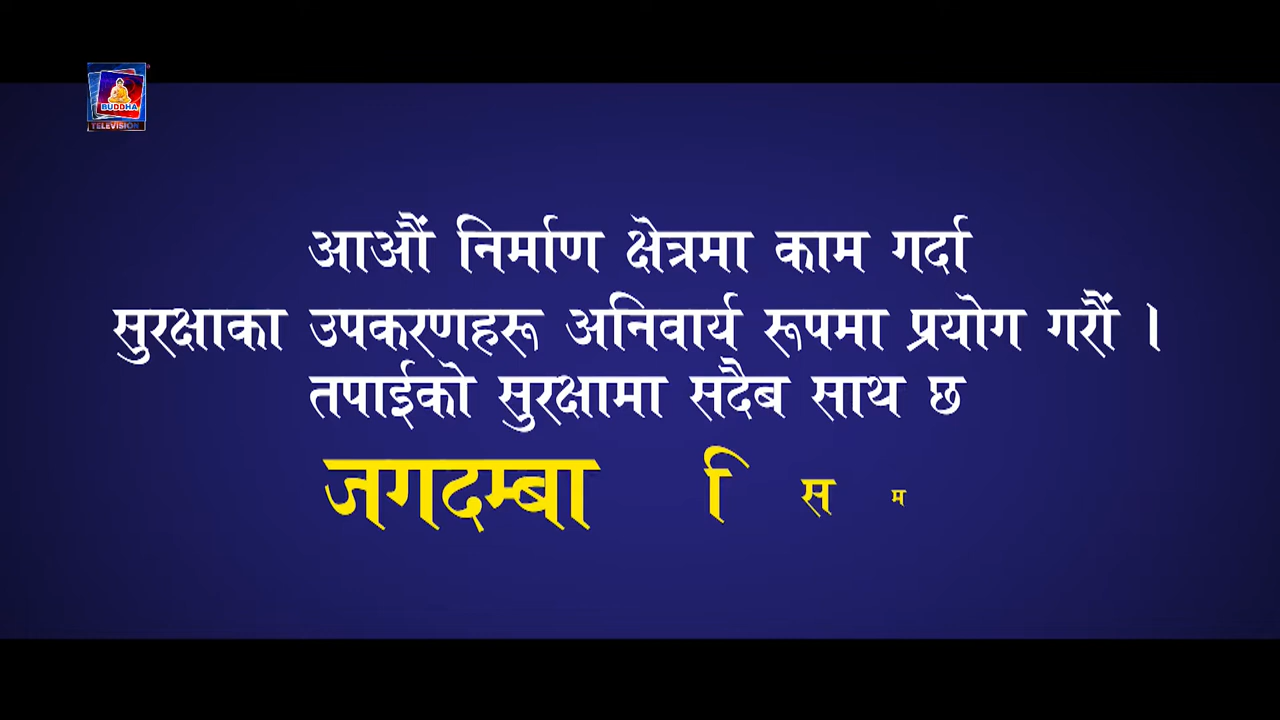 BUDDHA
TELEVISION
आऔं निर्माण क्षेत्रमा काम गर्दा
सुरक्षाका उपकरणहरू अनिवार्य रूपमा प्रयोग गरौं ।
तपाईको सुरक्षामा सदैब साथ छ
जगदम्बा ि स म